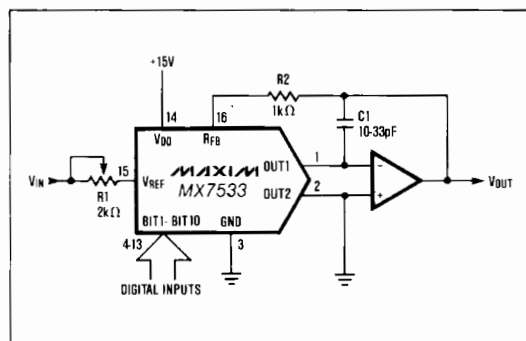 +15V
R2
1kΩ
14
16
C1
10-33pF
VDD
RFB
VIN
15
VREF
MAXIM
MX7533
OUT1
1
−
VOUT
R1
2kΩ
OUT2
2
+
BIT1-BIT10
GND
4-13
3
DIGITAL INPUTS